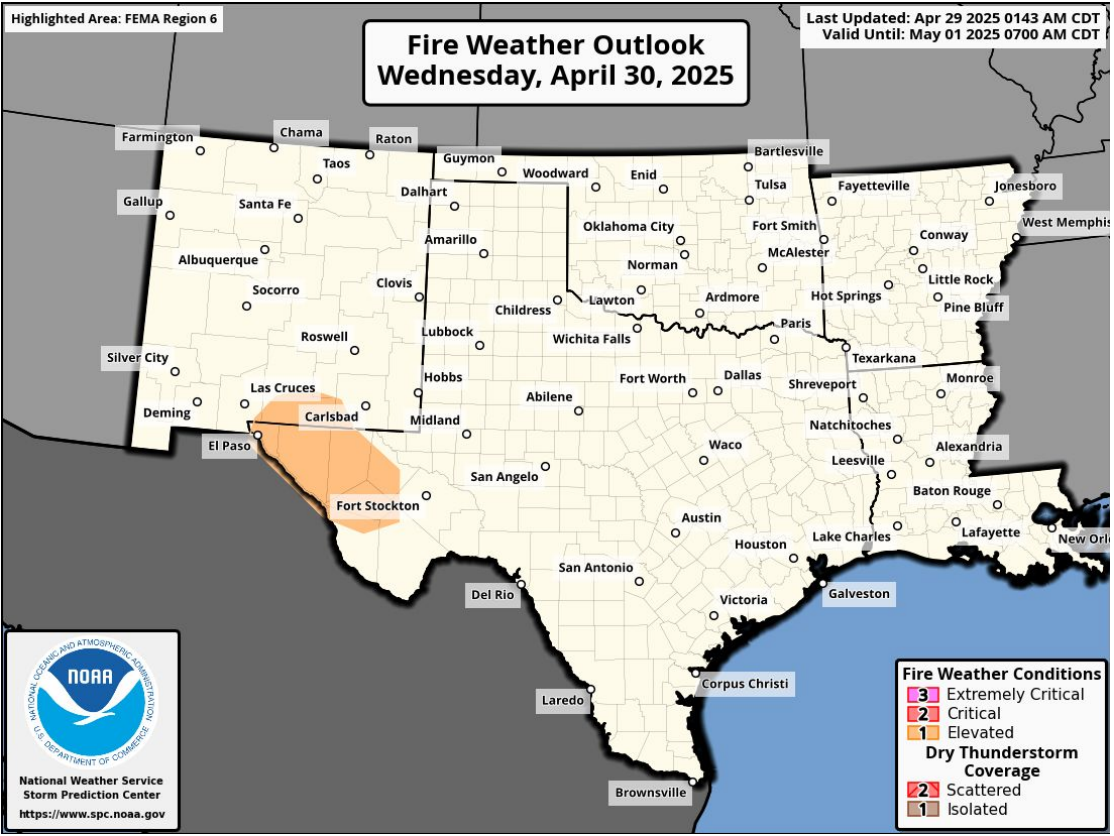 Highlighted Area: FEMA Region 6
Fire Weather Outlook
Wednesday, April 30, 2025
Last Updated: Apr 29 2025 0143 AM CDT
Valid Until: May 01 2025 0700 AM CDT
Farmington
Chama
Raton
Taos
Guymon
Woodward
Enid
Bartlesville
Tulsa
Fayetteville
Jonesboro
Gallup
Santa Fe
Dalhart
Oklahoma City
Fort Smith
West Memphis
Albuquerque
Amarillo
Norman
McAlester
Conway
Little Rock
Socorro
Clovis
Childress
Lawton
Ardmore
Hot Springs
Pine Bluff
Roswell
Lubbock
Wichita Falls
Paris
Texarkana
Silver City
Las Cruces
Hobbs
Fort Worth
Dallas
Shreveport
Monroe
Deming
Carlsbad
Midland
Abilene
Natchitoches
El Paso
Waco
Leesville
Alexandria
San Angelo
Baton Rouge
Fort Stockton
Austin
Lake Charles
Lafayette
New Orl
Houston
San Antonio
Del Rio
Victoria
Galveston
Laredo
Corpus Christi
Brownsville
NATIONAL OCEANIC AND ATMOSPHERIC ADMINISTRATION
NOAA
U.S. DEPARTMENT OF COMMERCE
National Weather Service
Storm Prediction Center
https://www.spc.noaa.gov
Fire Weather Conditions
3 Extremely Critical
2 Critical
1 Elevated
Dry Thunderstorm
Coverage
2 Scattered
1 Isolated